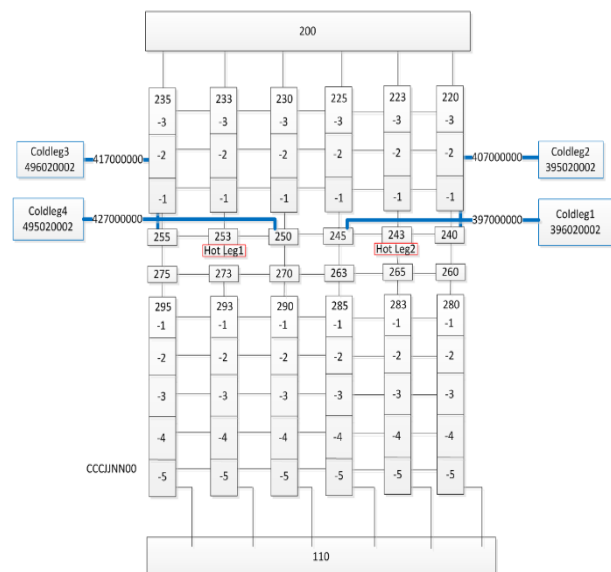 200
235 233 230 225 223 220
-3 -3 -3 -3 -3 -3
Coldleg3
496020002
417000000
-2 -2 -2 -2 -2 -2
407000000
Coldleg2
395020002
-1 -1 -1 -1 -1 -1
Coldleg4
495020002
427000000
397000000
Coldleg1
396020002
255 253 250 245 243 240
Hot Leg1
Hot Leg2
275 273 270 263 265 260
295 293 290 285 283 280
-1 -1 -1 -1 -1 -1
-2 -2 -2 -2 -2 -2
-3 -3 -3 -3 -3 -3
-4 -4 -4 -4 -4 -4
CCCJJNN00
-5 -5 -5 -5 -5 -5
110